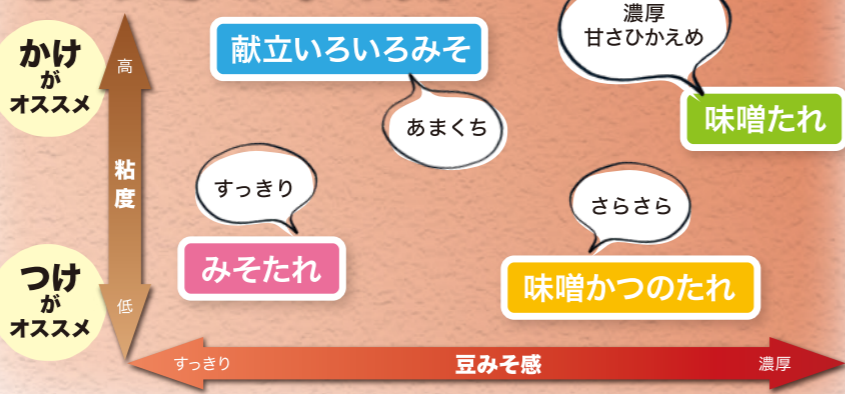 かけ
が
オススメ
高
献立いろいろみそ
濃厚
甘さひかえめ
味噌たれ
あまくち
粘度
すっきり
みそたれ
さらさら
味噌かつのたれ
つけ
が
オススメ
低
すっきり
豆みそ感
濃厚